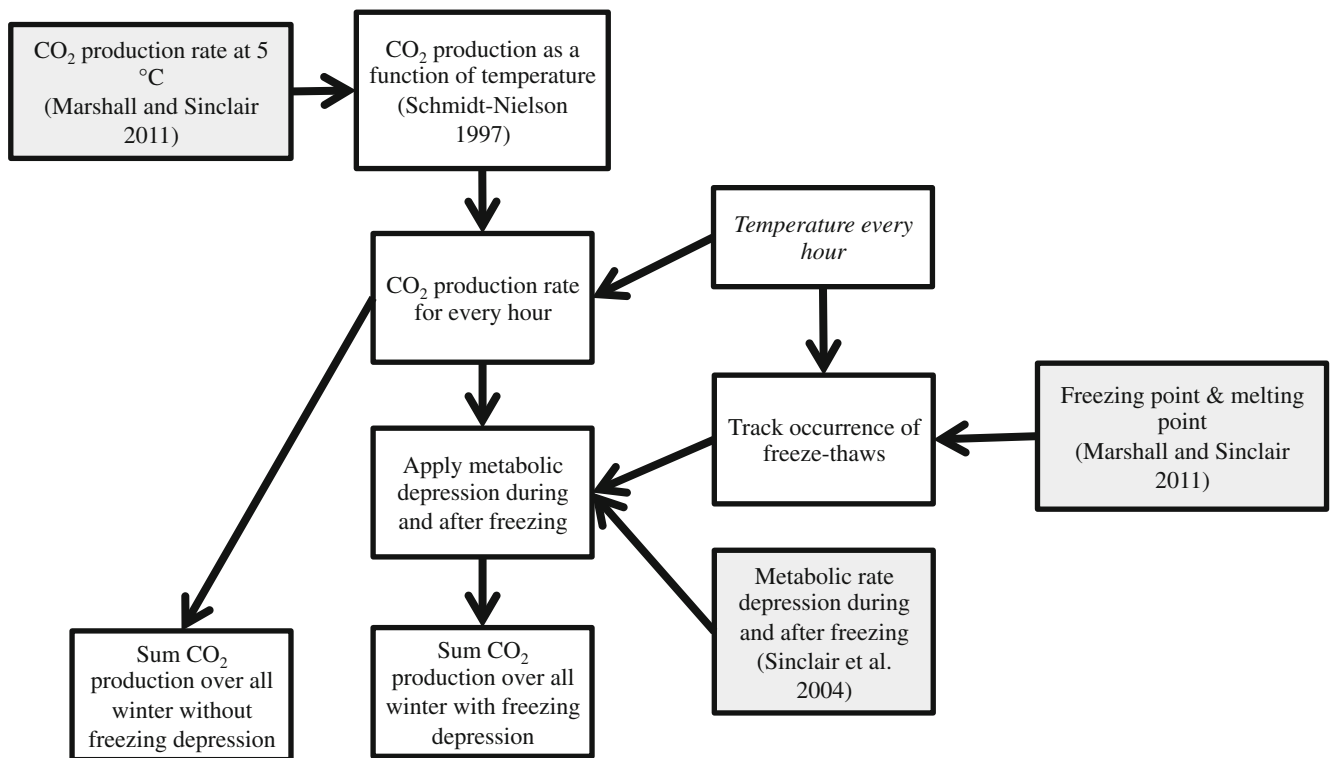 CO₂ production rate at 5
°C
(Marshall and Sinclair
2011)
CO₂ production as a
function of temperature
(Schmidt-Nielson
1997)
Temperature every
hour
CO₂ production rate
for every hour
Track occurrence of
freeze-thaws
Freezing point & melting
point
(Marshall and Sinclair
2011)
Apply metabolic
depression during
and after freezing
Metabolic rate
depression during
and after freezing
(Sinclair et al.
2004)
Sum CO₂
production over all
winter without
freezing depression
Sum CO₂
production over all
winter with freezing
depression